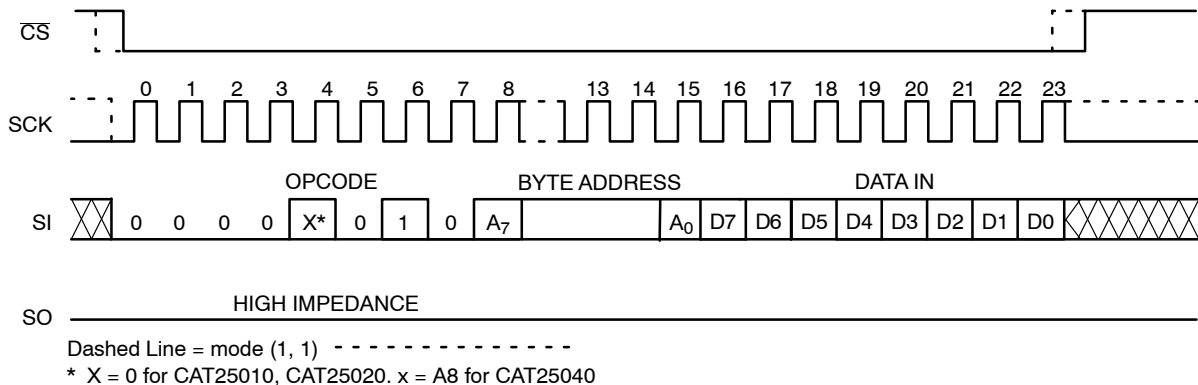 CS
0 1 2 3 4 5 6 7 8 13 14 15 16 17 18 19 20 21 22 23
SCK
OPCODE BYTE ADDRESS DATA IN
SI 0 0 0 0 X* 0 1 0 A7 A0 D7 D6 D5 D4 D3 D2 D1 D0
HIGH IMPEDANCE
SO
Dashed Line = mode (1, 1)
* X = 0 for CAT25010, CAT25020. x = A8 for CAT25040